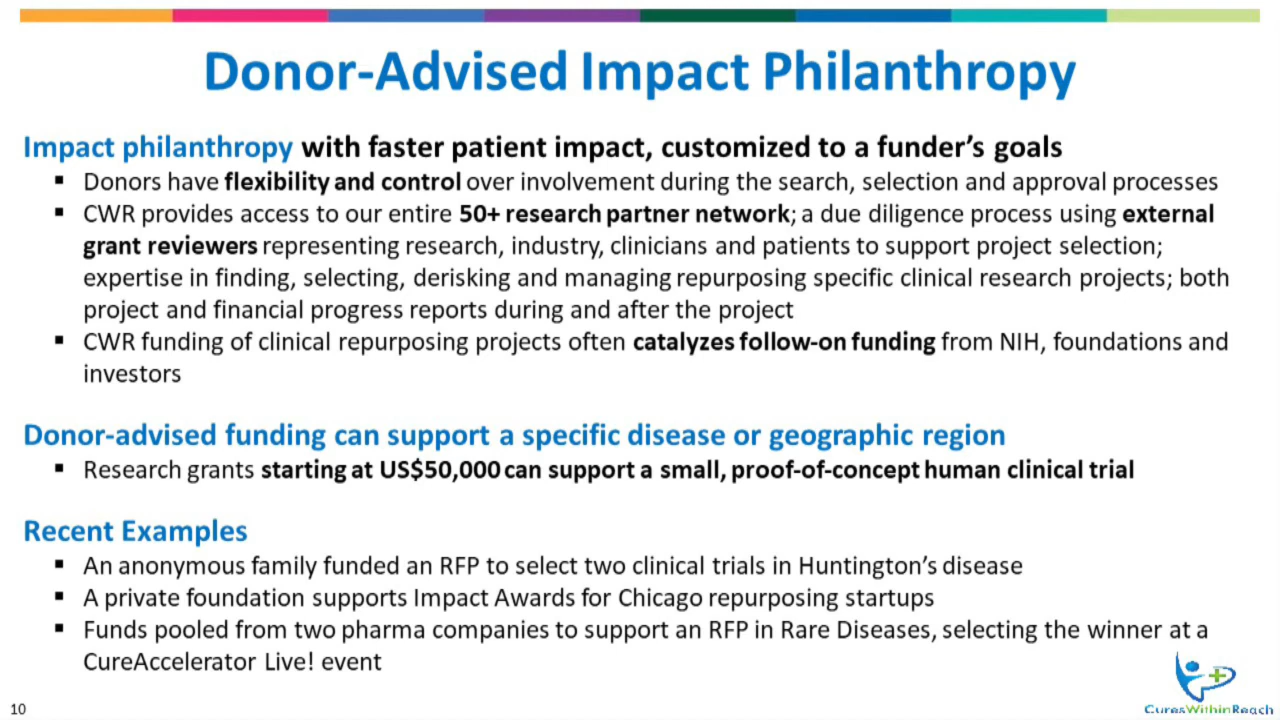 Donor-Advised Impact Philanthropy
Impact philanthropy with faster patient impact, customized to a funder's goals
▪ Donors have flexibility and control over involvement during the search, selection and approval processes
▪ CWR provides access to our entire 50+ research partner network; a due diligence process using external
grant reviewers representing research, industry, clinicians and patients to support project selection;
expertise in finding, selecting, derisking and managing repurposing specific clinical research projects; both
project and financial progress reports during and after the project
▪ CWR funding of clinical repurposing projects often catalyzes follow-on funding from NIH, foundations and
investors
Donor-advised funding can support a specific disease or geographic region
▪ Research grants starting at US$50,000 can support a small, proof-of-concept human clinical trial
Recent Examples
▪ An anonymous family funded an RFP to select two clinical trials in Huntington's disease
▪ A private foundation supports Impact Awards for Chicago repurposing startups
▪ Funds pooled from two pharma companies to support an RFP in Rare Diseases, selecting the winner at a
CureAccelerator Live! event
10
CuresWithinReach